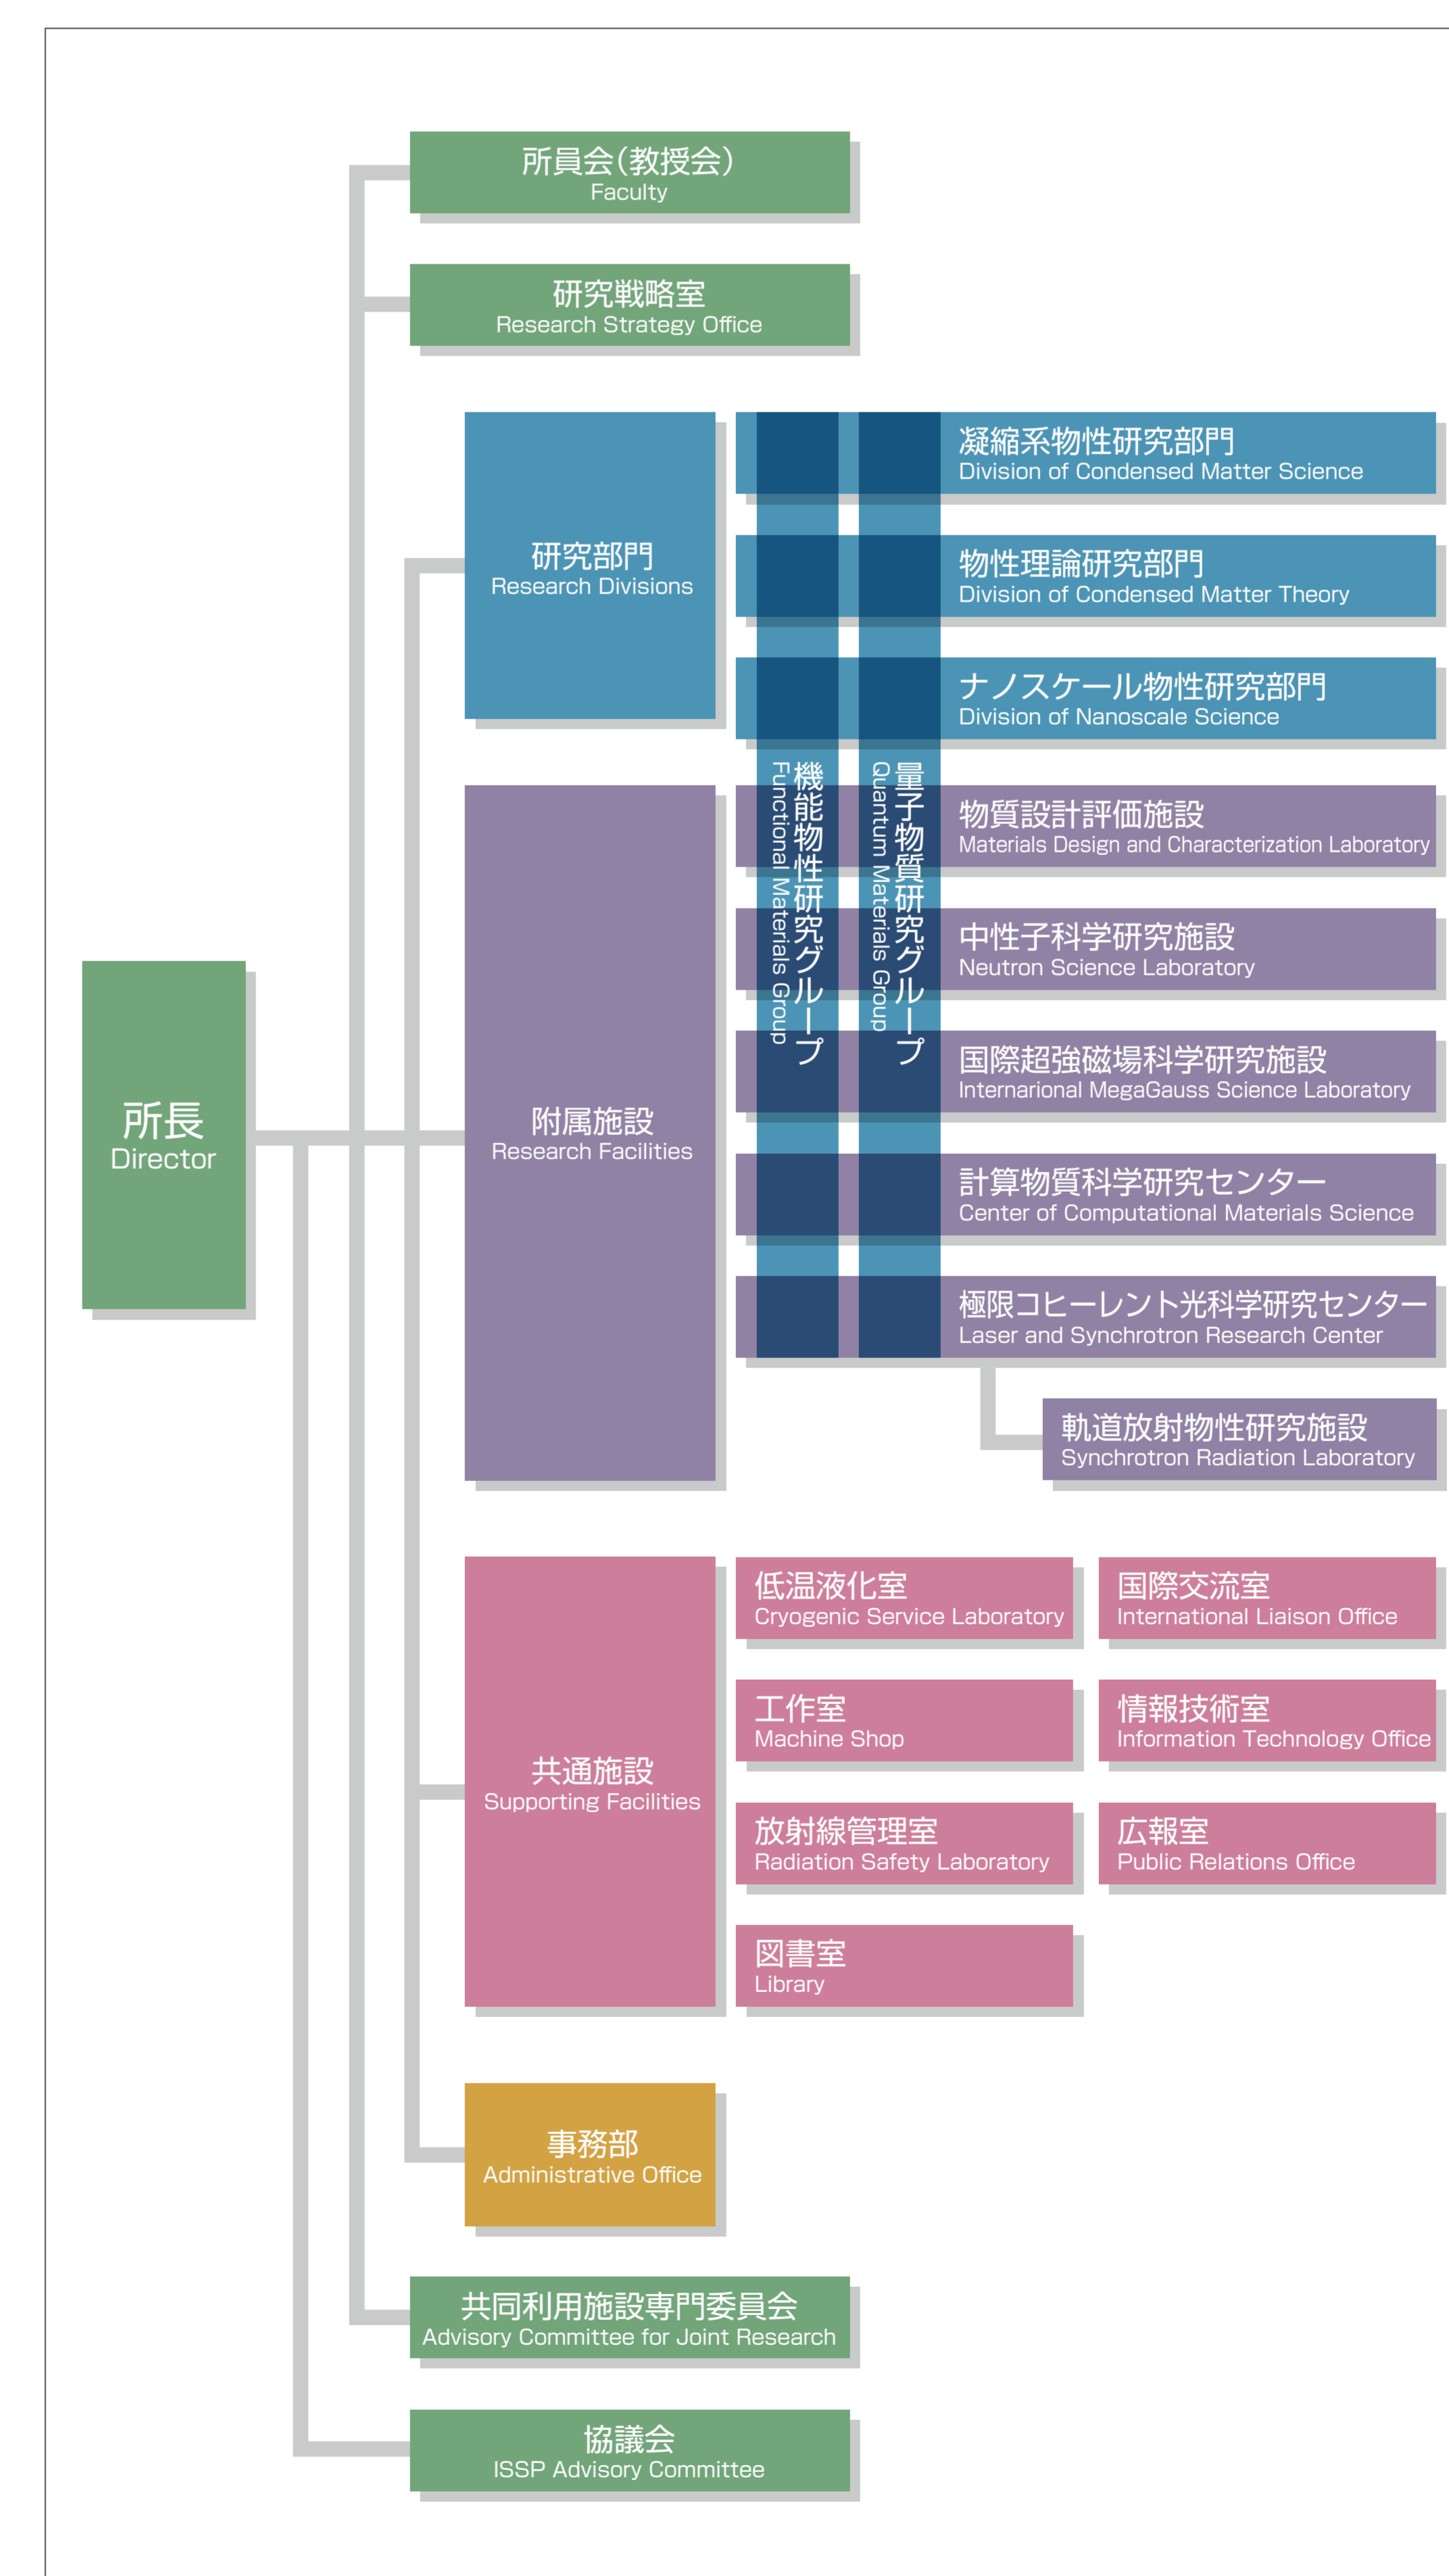 所員会（教授会）
Faculty
研究戦略室
Research Strategy Office
研究部門
Research Divisions
凝縮系物性研究部門
Division of Condensed Matter Science
物性理論研究部門
Division of Condensed Matter Theory
ナノスケール物性研究部門
Division of Nanoscale Science
機能物性研究グループ
Functional Materials Group
量子物質研究グループ
Quantum Materials Group
所長
Director
附属施設
Research Facilities
物質設計評価施設
Materials Design and Characterization Laboratory
中性子科学研究施設
Neutron Science Laboratory
国際超強磁場科学研究施設
Internarional MegaGauss Science Laboratory
計算物質科学研究センター
Center of Computational Materials Science
極限コヒーレント光科学研究センター
Laser and Synchrotron Research Center
軌道放射物性研究施設
Synchrotron Radiation Laboratory
共通施設
Supporting Facilities
低温液化室
Cryogenic Service Laboratory
国際交流室
International Liaison Office
工作室
Machine Shop
情報技術室
Information Technology Office
放射線管理室
Radiation Safety Laboratory
広報室
Public Relations Office
図書室
Library
事務部
Administrative Office
共同利用施設専門委員会
Advisory Committee for Joint Research
協議会
ISSP Advisory Committee